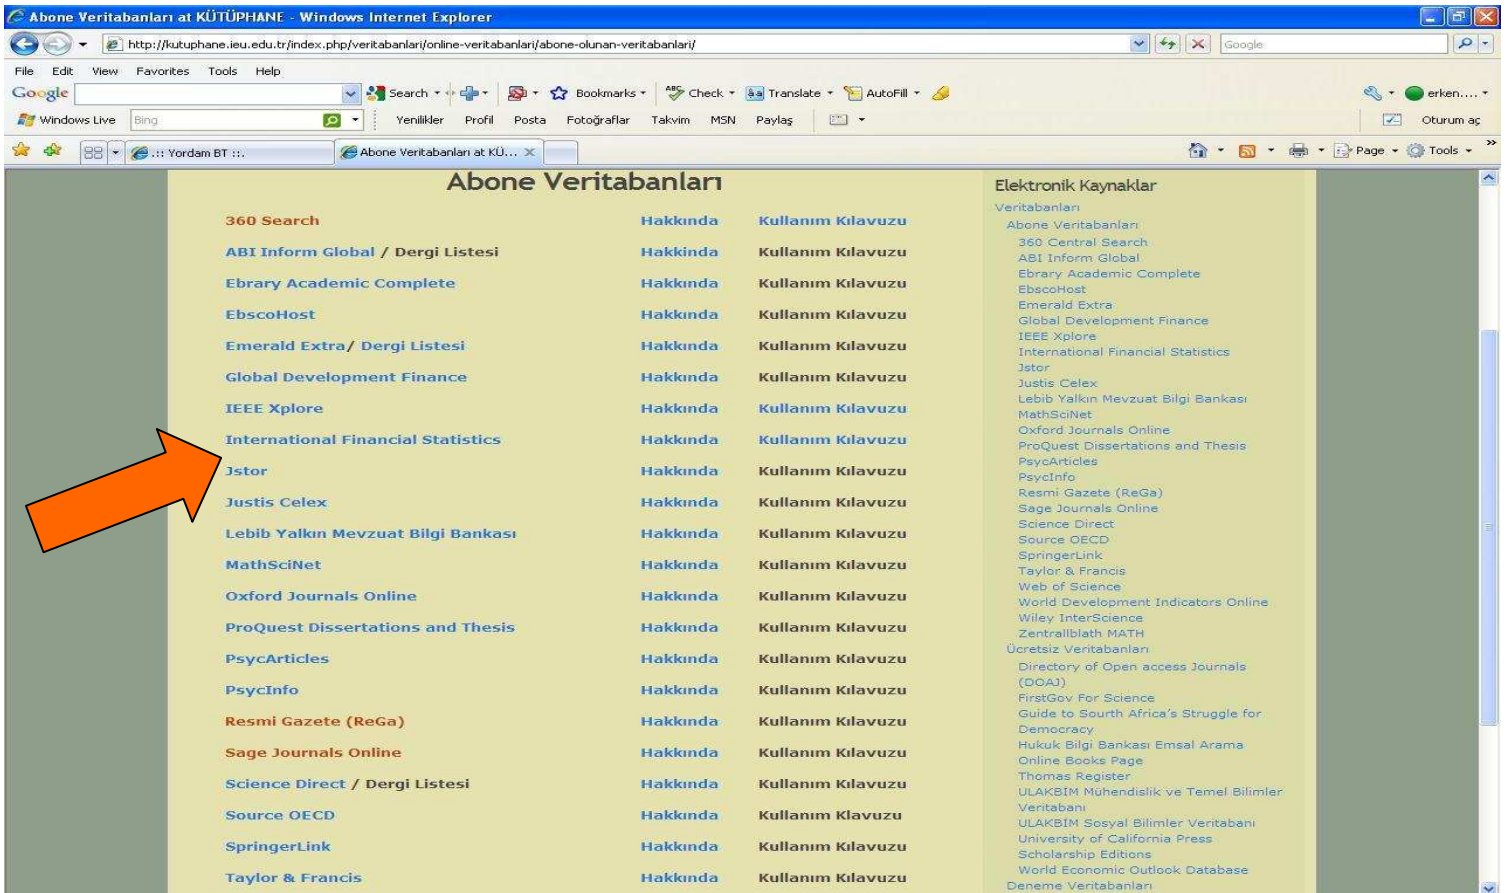 Abone Veritabanları at KÜTÜPHANE - Windows Internet Explorer
http://kutuphane.ieu.edu.tr/index.php/veritabanlari/online-veritabanlari/abone-olunan-veritabanlari/
Google
File Edit View Favorites Tools Help
Google Search Bookmarks ABC Check Translate AutoFill erken....
Windows Live Bing Yenilikler Profil Posta Fotoğraflar Takvim MSN Paylaş Oturum aç
.:: Yordam BT ::. Abone Veritabanları at KÜ... Page Tools
Abone Veritabanları
360 Search Hakkında Kullanım Kılavuzu
ABI Inform Global / Dergi Listesi Hakkinda Kullanım Kılavuzu
Ebrary Academic Complete Hakkında Kullanım Kılavuzu
EbscoHost Hakkında Kullanım Kılavuzu
Emerald Extra/ Dergi Listesi Hakkında Kullanım Kılavuzu
Global Development Finance Hakkında Kullanım Kılavuzu
IEEE Xplore Hakkında Kullanım Kılavuzu
International Financial Statistics Hakkında Kullanım Kılavuzu
Jstor Hakkında Kullanım Kılavuzu
Justis Celex Hakkında Kullanım Kılavuzu
Lebib Yalkın Mevzuat Bilgi Bankası Hakkında Kullanım Kılavuzu
MathSciNet Hakkında Kullanım Kılavuzu
Oxford Journals Online Hakkında Kullanım Kılavuzu
ProQuest Dissertations and Thesis Hakkında Kullanım Kılavuzu
PsycArticles Hakkında Kullanım Kılavuzu
PsycInfo Hakkında Kullanım Kılavuzu
Resmi Gazete (ReGa) Hakkında Kullanım Kılavuzu
Sage Journals Online Hakkında Kullanım Kılavuzu
Science Direct / Dergi Listesi Hakkında Kullanım Kılavuzu
Source OECD Hakkında Kullanım Klavuzu
SpringerLink Hakkında Kullanım Kılavuzu
Taylor & Francis Hakkında Kullanım Kılavuzu
Elektronik Kaynaklar
Veritabanları
Abone Veritabanları
360 Central Search
ABI Inform Global
Ebrary Academic Complete
EbscoHost
Emerald Extra
Global Development Finance
IEEE Xplore
International Financial Statistics
Jstor
Justis Celex
Lebib Yalkın Mevzuat Bilgi Bankası
MathSciNet
Oxford Journals Online
ProQuest Dissertations and Thesis
PsycArticles
PsycInfo
Resmi Gazete (ReGa)
Sage Journals Online
Science Direct
Source OECD
SpringerLink
Taylor & Francis
Web of Science
World Development Indicators Online
Wiley InterScience
Zentrallblath MATH
Ücretsiz Veritabanları
Directory of Open access Journals
(DOAJ)
FirstGov For Science
Guide to Sourth Africa's Struggle for
Democracy
Hukuk Bilgi Bankası Emsal Arama
Online Books Page
Thomas Register
ULAKBİM Mühendislik ve Temel Bilimler
Veritabanı
ULAKBİM Sosyal Bilimler Veritabanı
University of California Press
Scholarship Editions
World Economic Outlook Database
Deneme Veritabanları